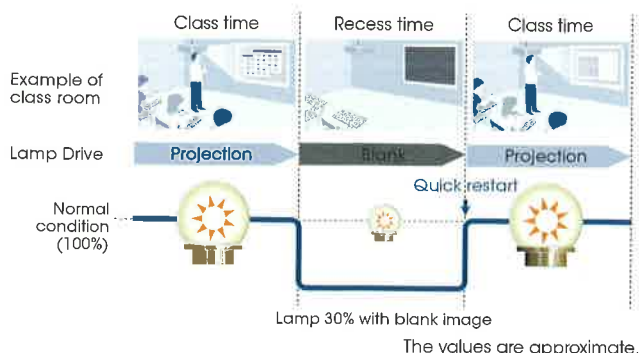 Class time
Recess time
Class time
Example of
class room
Lamp Drive
Projection
Blank
Projection
Quick restart
Normal
condition
(100%)
Lamp 30% with blank image
The values are approximate.